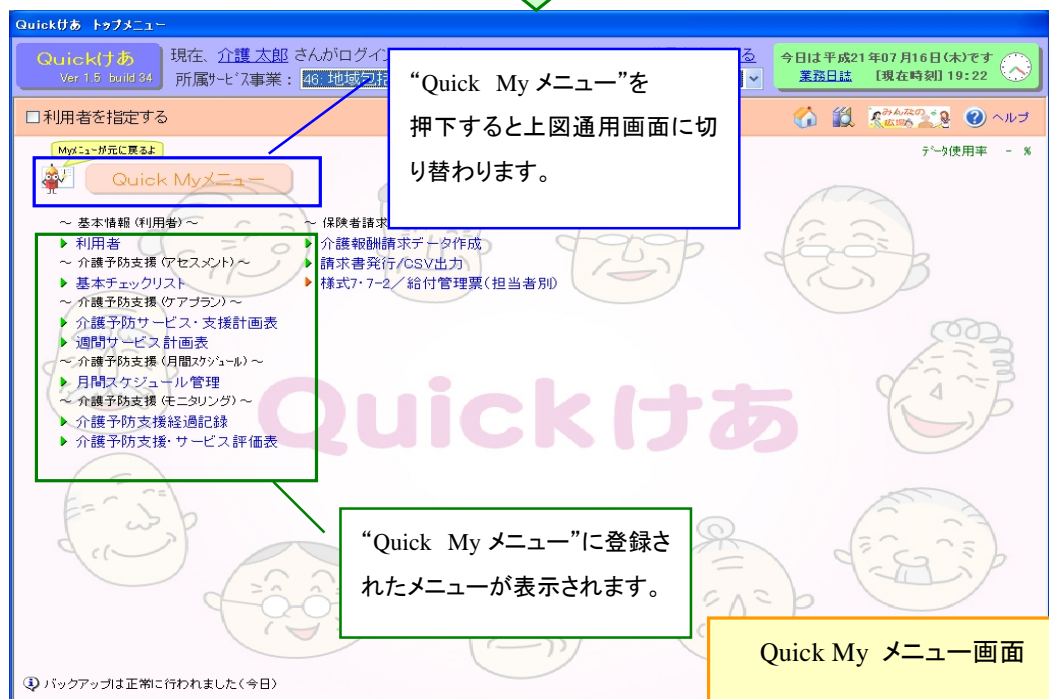 Quickけあ トップメニュー
Quickけあ
Ver 1.5 build 34
現在、介護 太郎 さんがログイン
る
所属サービス事業：46: 地域包括
今日は平成21年07月16日(木)です
業務日誌 [現在時刻] 19:22
“Quick My メニュー”を
押下すると上図通用画面に切
り替わります。
利用者を指定する
みんなの
広場
ヘルプ
Myメニューが元に戻るよ
データ使用率 - %
Quick Myメニュー
～ 基本情報 (利用者) ～
利用者
～ 介護予防支援 (アセスメント) ～
基本チェックリスト
～ 介護予防支援 (ケアプラン) ～
介護予防サービス・支援計画表
週間サービス計画表
～ 介護予防支援 (月間スケジュール) ～
月間スケジュール管理
～ 介護予防支援 (モニタリング) ～
介護予防支援経過記録
介護予防支援・サービス評価表
～ 保険者請求
介護報酬請求データ作成
請求書発行/CSV出力
様式7・7-2／給付管理票(担当者別)
Quickけあ
“Quick My メニュー”に登録さ
れたメニューが表示されます。
Quick My メニュー画面
バックアップは正常に行われました(今日)